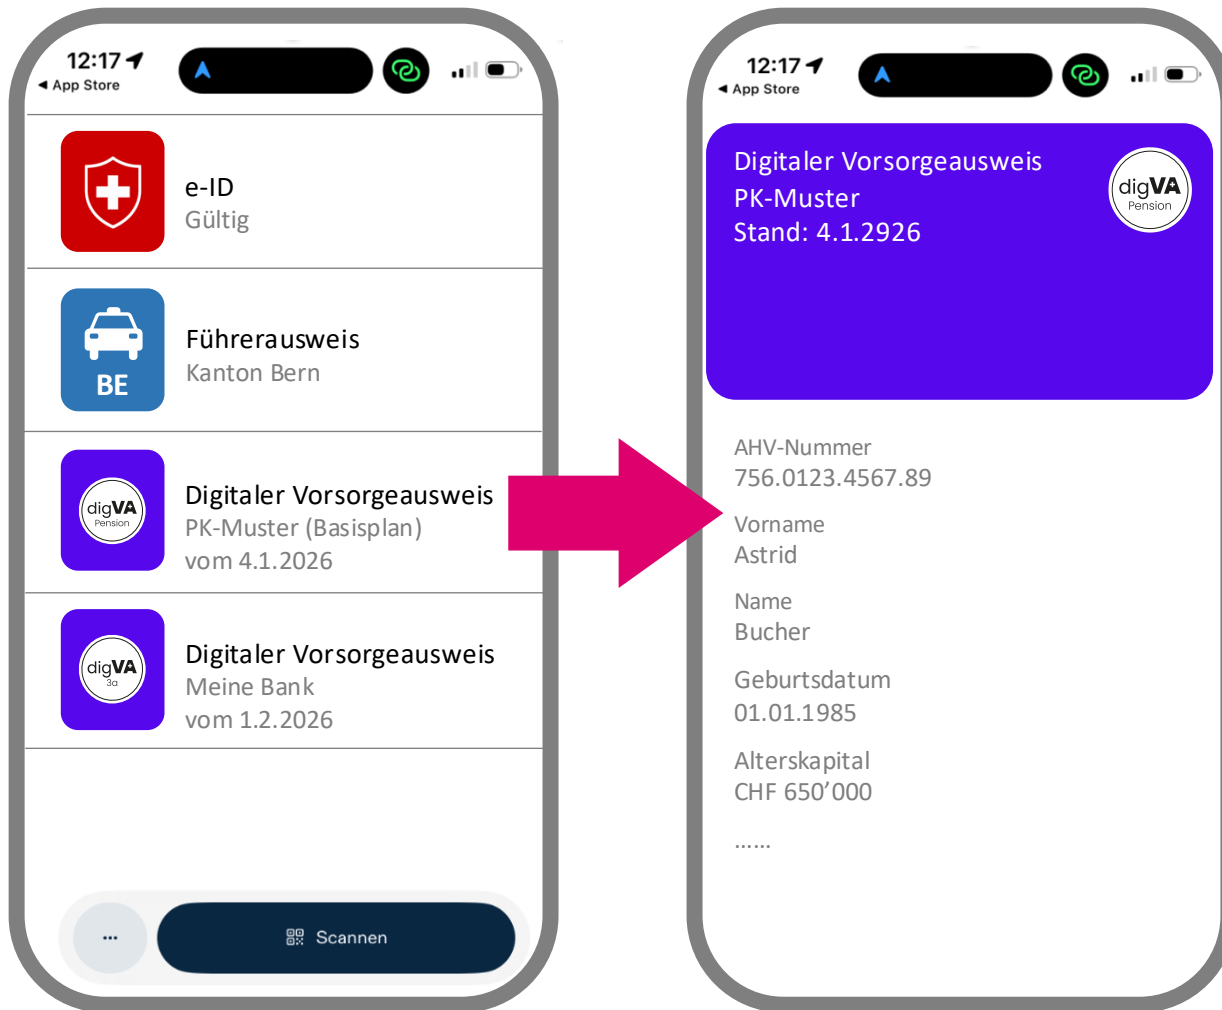 12:17
◀ App Store
e-ID
Gültig
BE
Führerausweis
Kanton Bern
digVA
Pension
Digitaler Vorsorgeausweis
PK-Muster (Basisplan)
vom 4.1.2026
digVA
3a
Digitaler Vorsorgeausweis
Meine Bank
vom 1.2.2026
...
Scannen
12:17
◀ App Store
Digitaler Vorsorgeausweis
PK-Muster
Stand: 4.1.2926
digVA
Pension
AHV-Nummer
756.0123.4567.89
Vorname
Astrid
Name
Bucher
Geburtsdatum
01.01.1985
Alterskapital
CHF 650’000
......